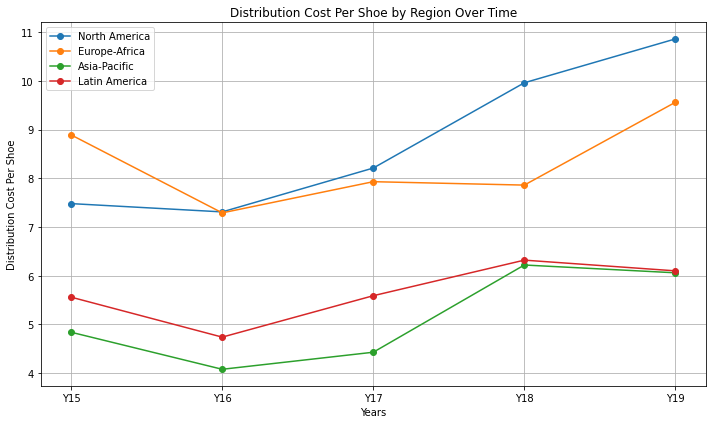 Distribution Cost Per Shoe by Region Over Time
North America
Europe-Africa
Asia-Pacific
Latin America
Distribution Cost Per Shoe
11
10
9
8
7
6
5
4
Y15 Y16 Y17 Y18 Y19
Years